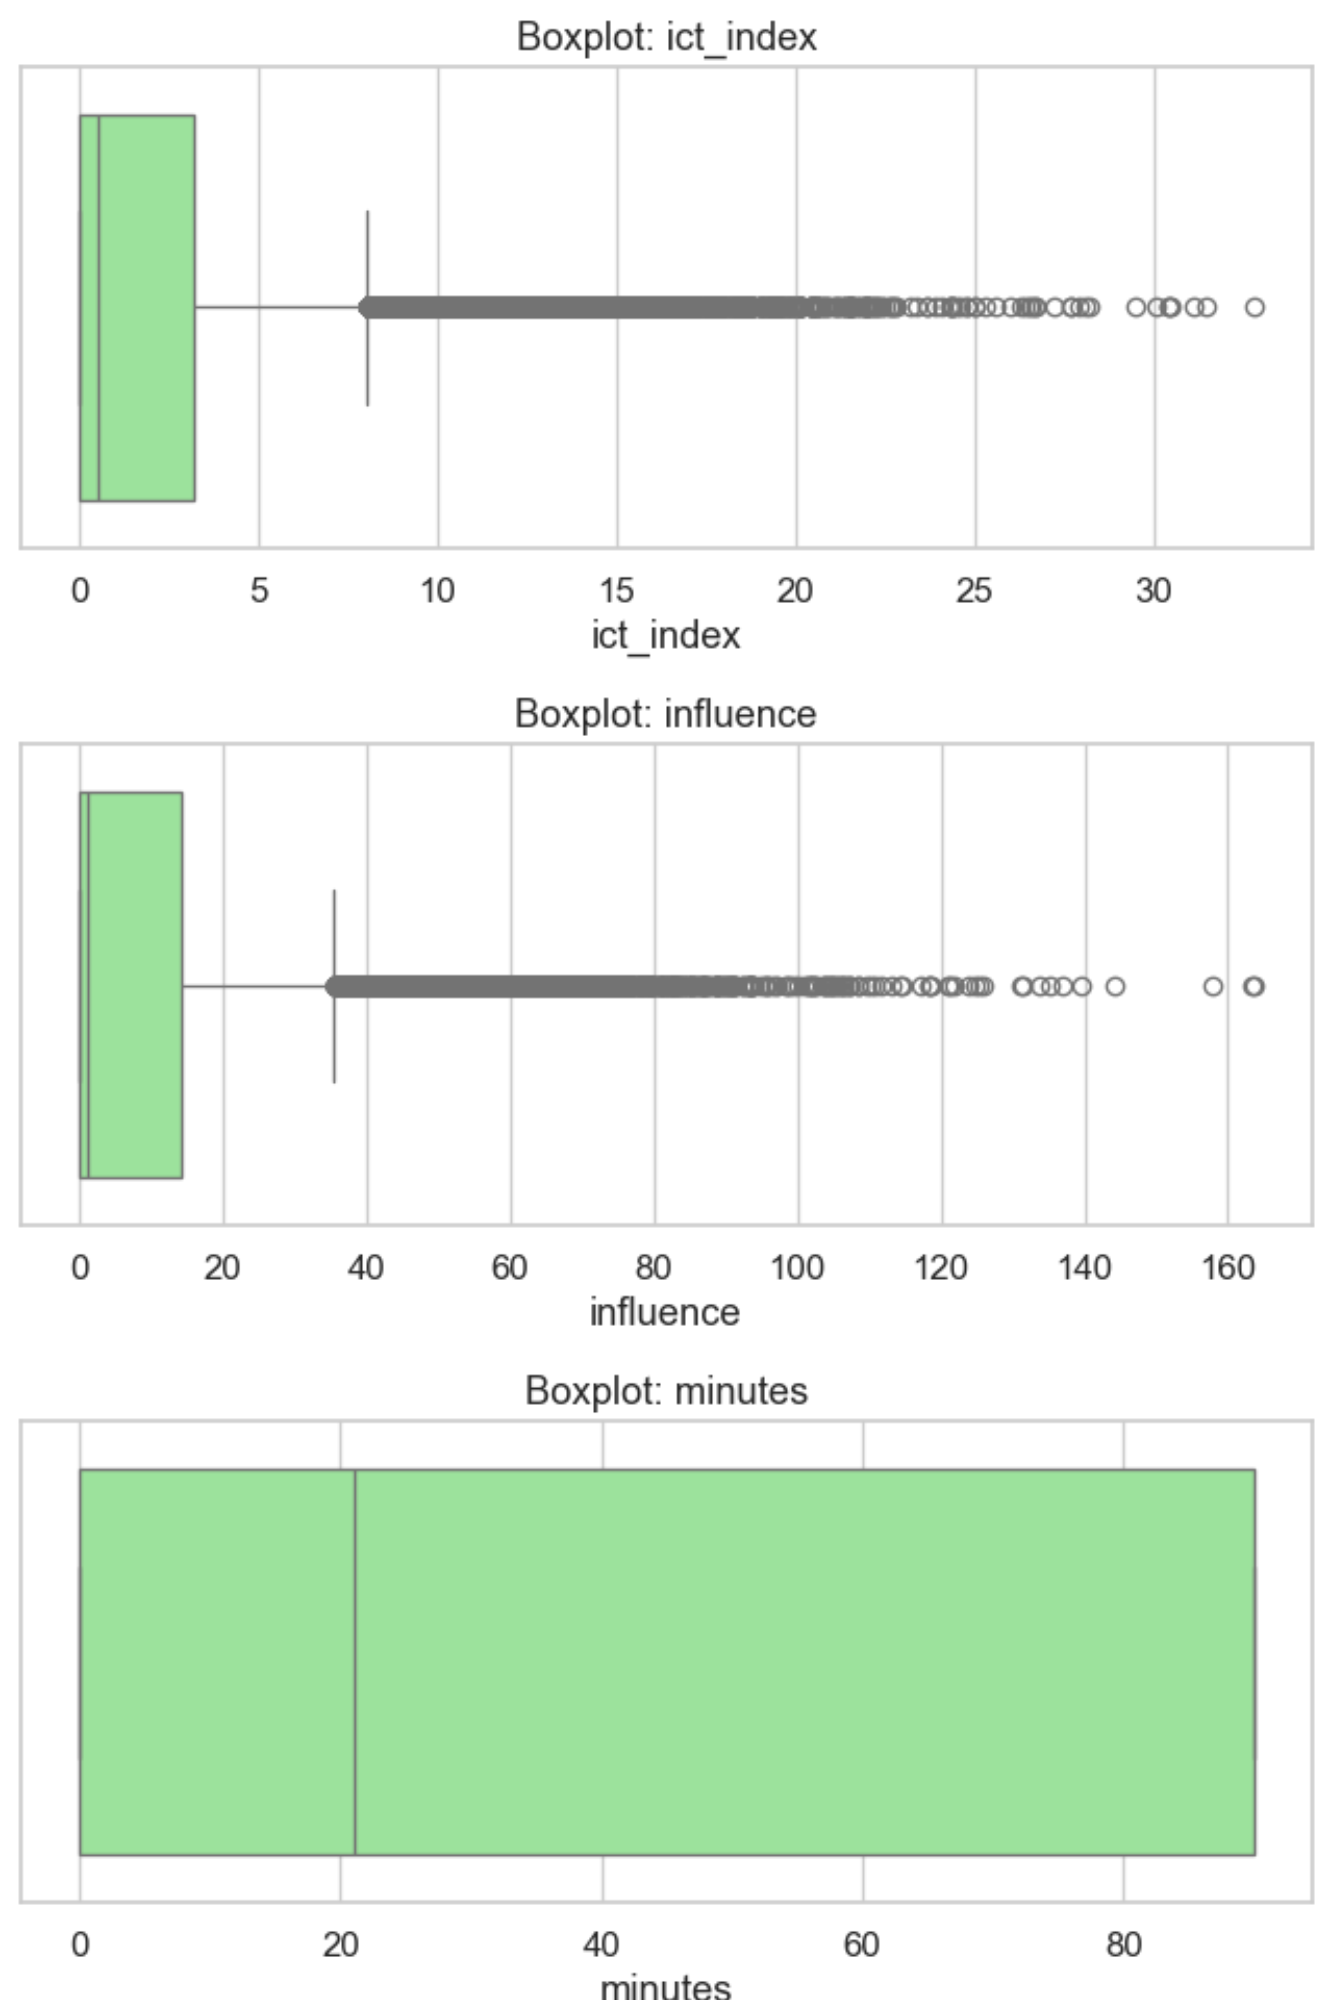 Boxplot: ict_index
0 5 10 15 20 25 30
ict_index
Boxplot: influence
0 20 40 60 80 100 120 140 160
influence
Boxplot: minutes
0 20 40 60 80
minutes